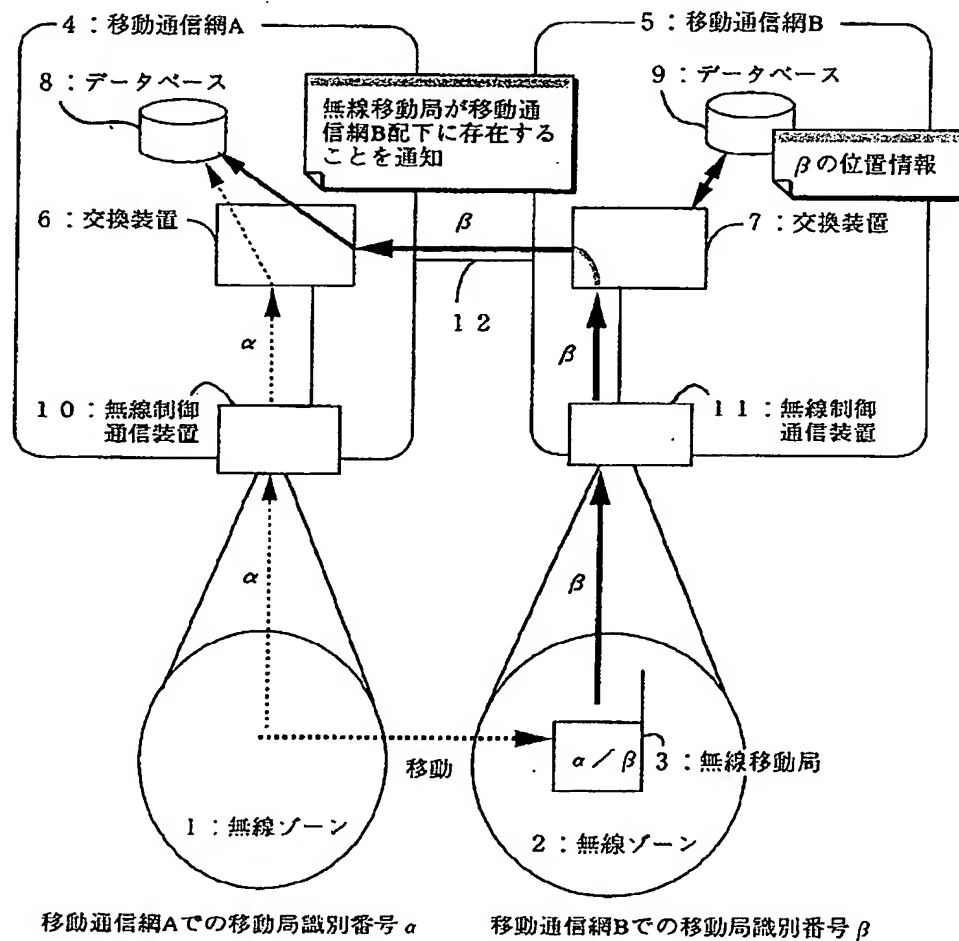 4：移動通信網A
5：移動通信網B
8：データベース
9：データベース
無線移動局が移動通
信網B配下に存在する
ことを通知
βの位置情報
6：交換装置
7：交換装置
β
12
α
β
10：無線制御
通信装置
11：無線制御
通信装置
α
β
α／β
3：無線移動局
移動
1：無線ゾーン
2：無線ゾーン
移動通信網Aでの移動局識別番号α
移動通信網Bでの移動局識別番号β